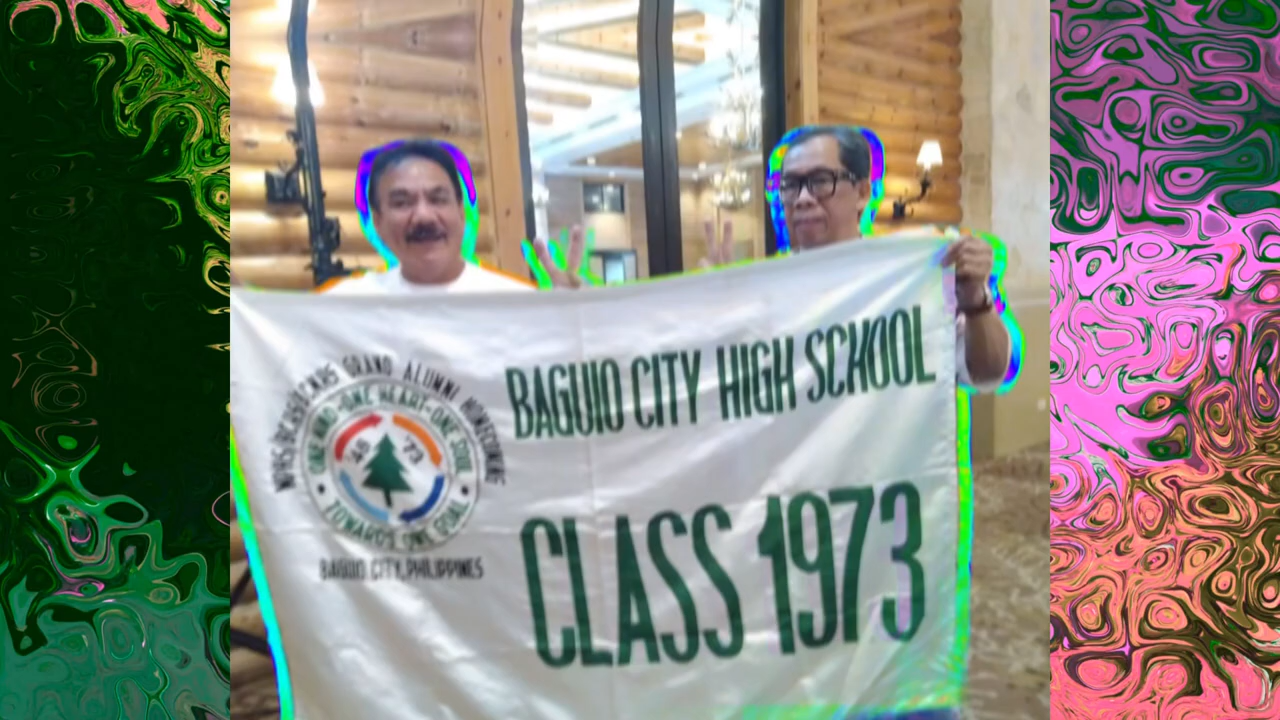 GRAND ALUMNI HOMECOMING
ONE MIND-ONE HEART-ONE SOUL
'73
TOWARDS ONE GOAL
BAGUIO CITY, PHILIPPINES
BAGUIO CITY HIGH SCHOOL
CLASS 1973